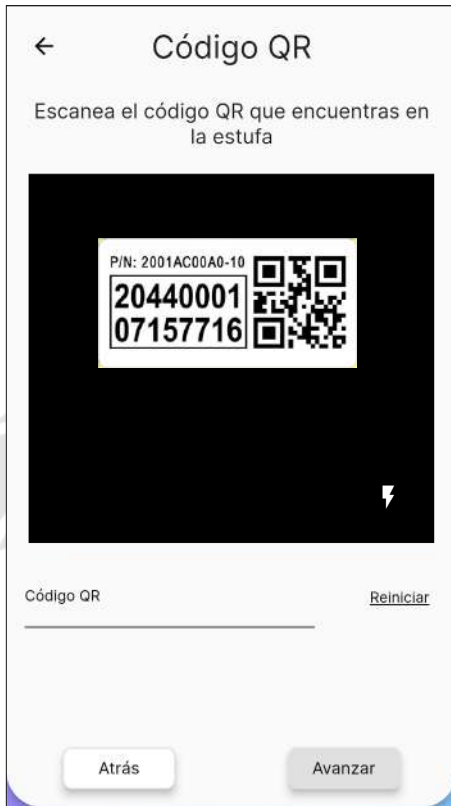 Código QR
Escanea el código QR que encuentras en
la estufa
P/N: 2001AC00A0-10
20440001
07157716
Código QR
Reiniciar
Atrás
Avanzar